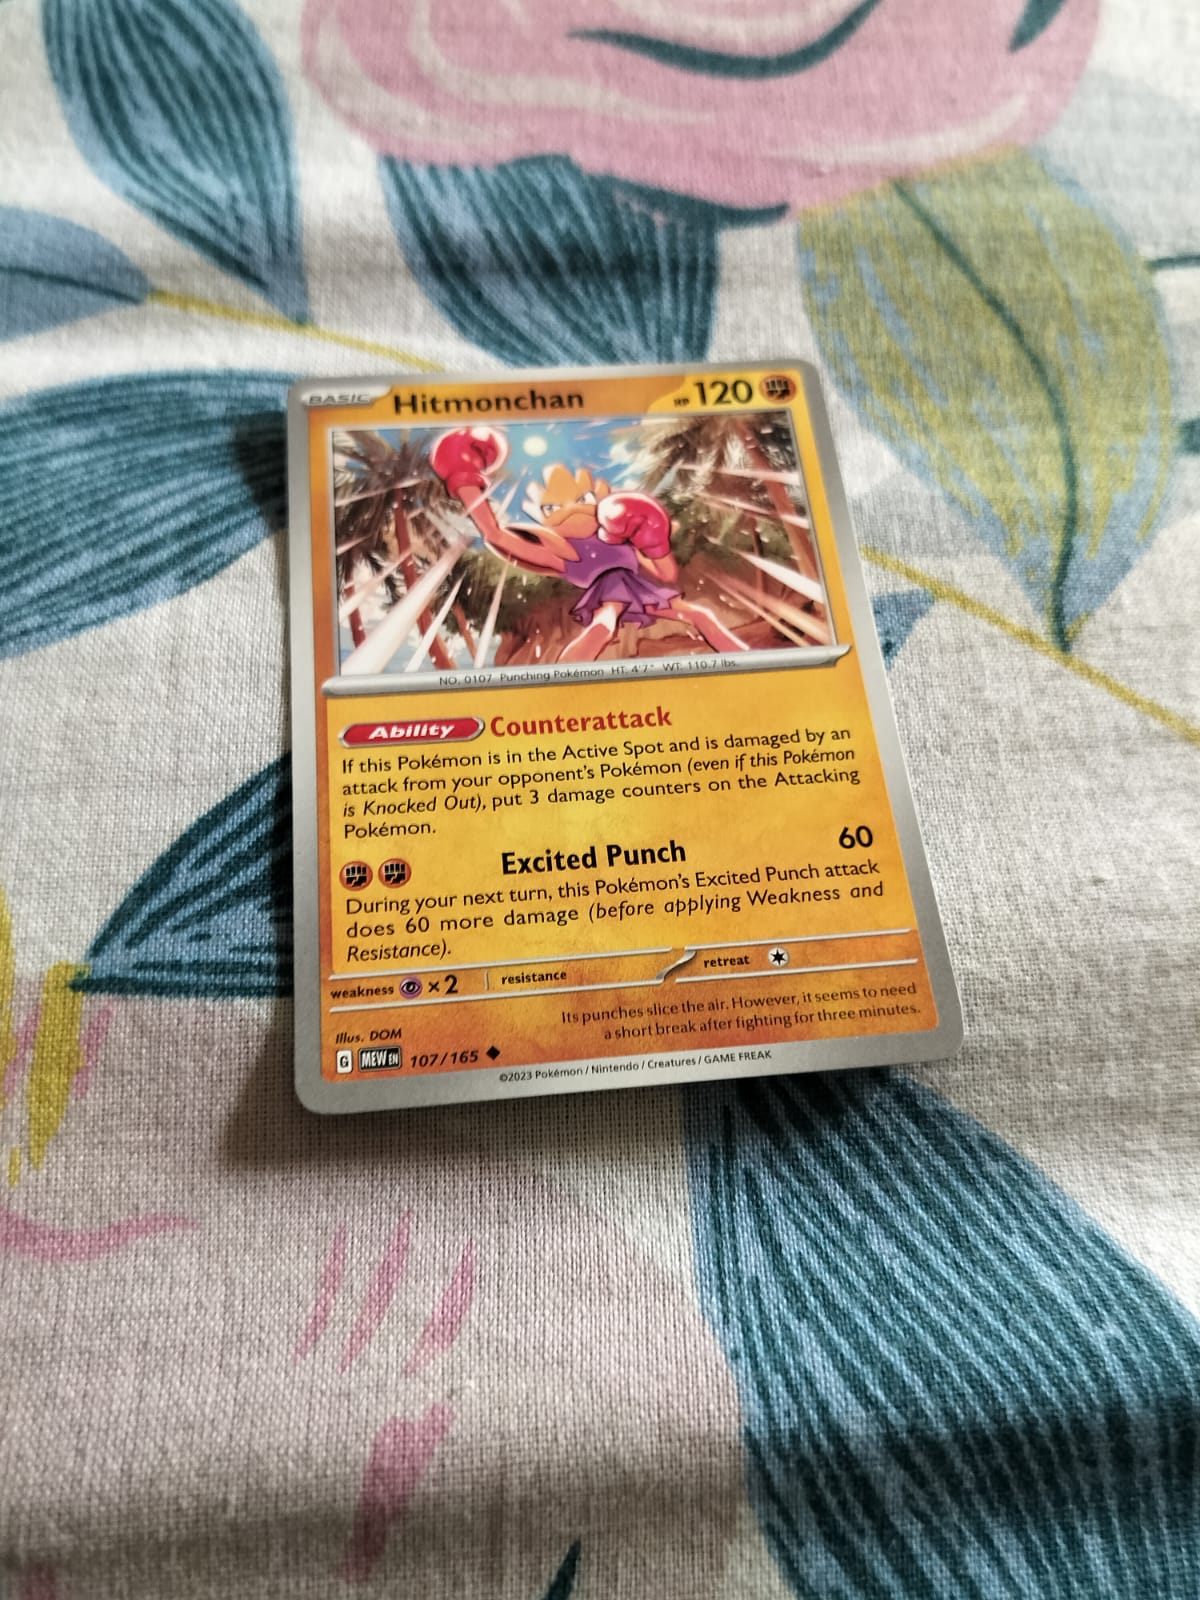 BASIC Hitmonchan HP 120
NO. 0107 Punching Pokémon HT: 4'7" WT: 110.7 lbs.
Ability Counterattack
If this Pokémon is in the Active Spot and is damaged by an
attack from your opponent's Pokémon (even if this Pokémon
is Knocked Out), put 3 damage counters on the Attacking
Pokémon.
Excited Punch 60
During your next turn, this Pokémon's Excited Punch attack
does 60 more damage (before applying Weakness and
Resistance).
weakness ×2 resistance retreat
Its punches slice the air. However, it seems to need
a short break after fighting for three minutes.
Illus. DOM
G MEW EN 107/165
©2023 Pokémon / Nintendo / Creatures / GAME FREAK